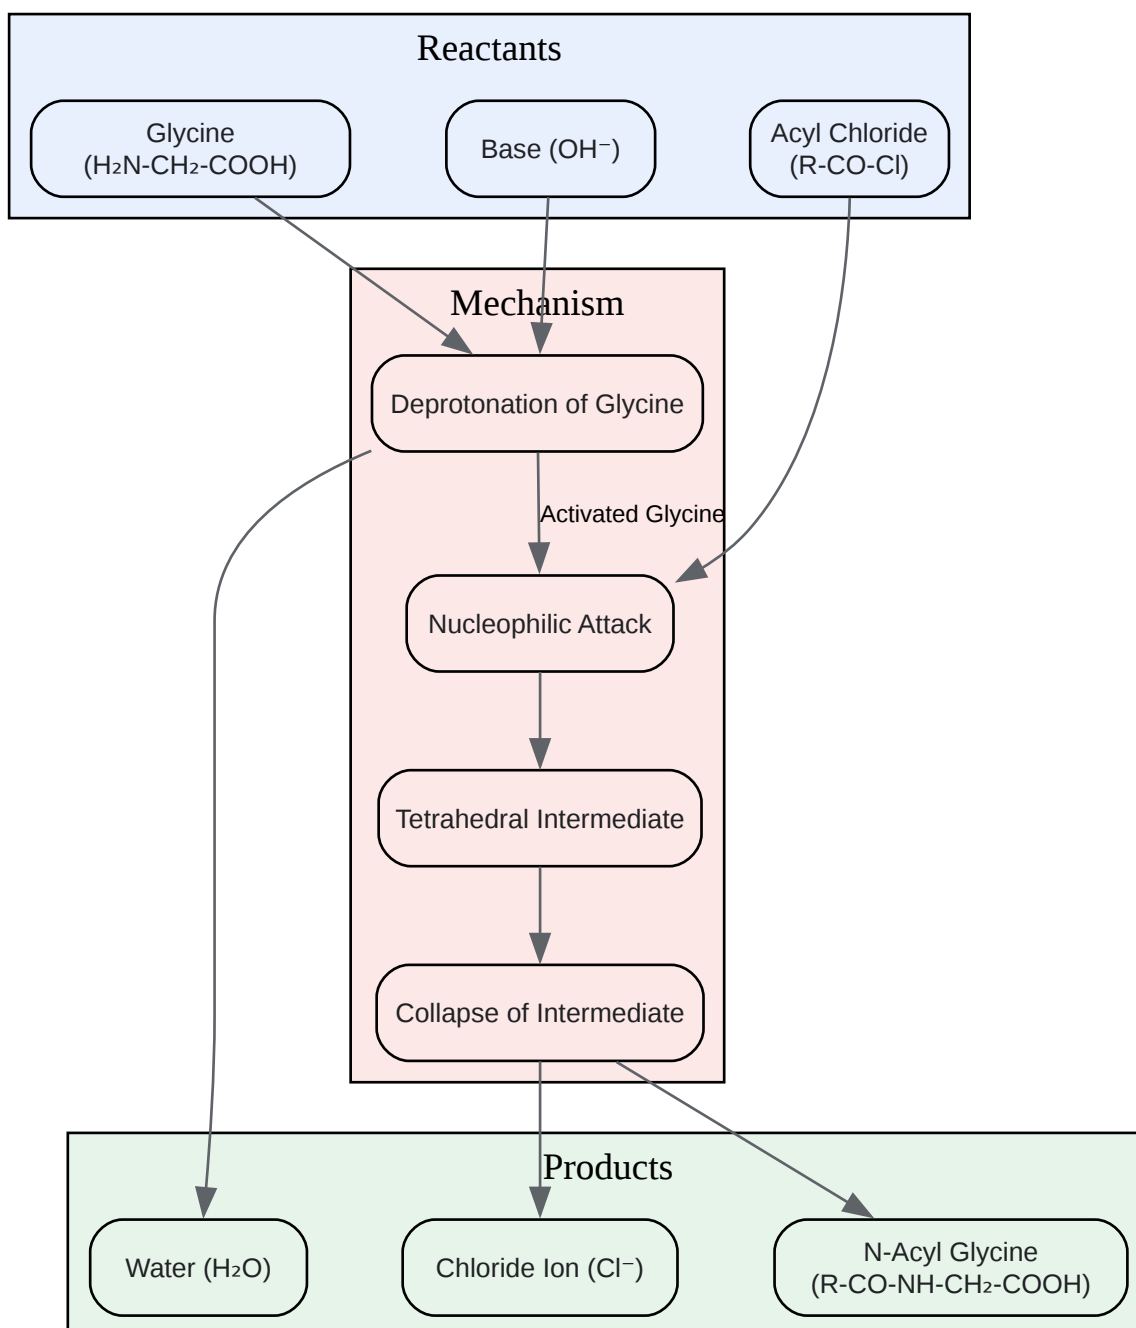 Reactants
Glycine
(H₂N-CH₂-COOH)
Base (OH⁻)
Acyl Chloride
(R-CO-Cl)
Mechanism
Deprotonation of Glycine
Activated Glycine
Nucleophilic Attack
Tetrahedral Intermediate
Collapse of Intermediate
Products
Water (H₂O)
Chloride Ion (Cl⁻)
N-Acyl Glycine
(R-CO-NH-CH₂-COOH)